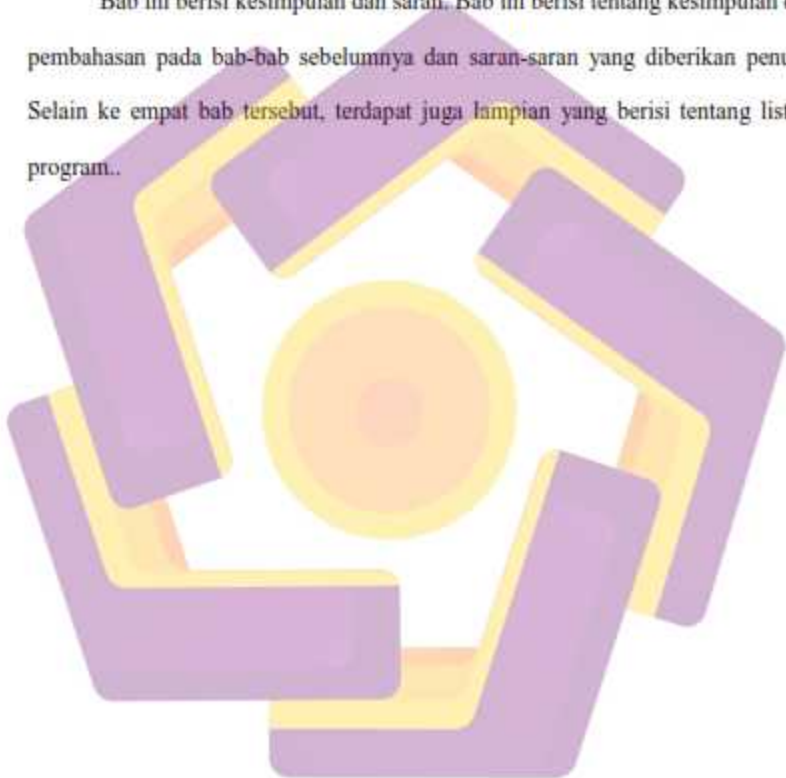 Bab ini berisi kesimpulan dan saran. Bab ini berisi tentang kesimpulan
pembahasan pada bab-bab sebelumnya dan saran-saran yang diberikan
Selain ke empat bab tersebut, terdapat juga lampian yang berisi tentang
program..